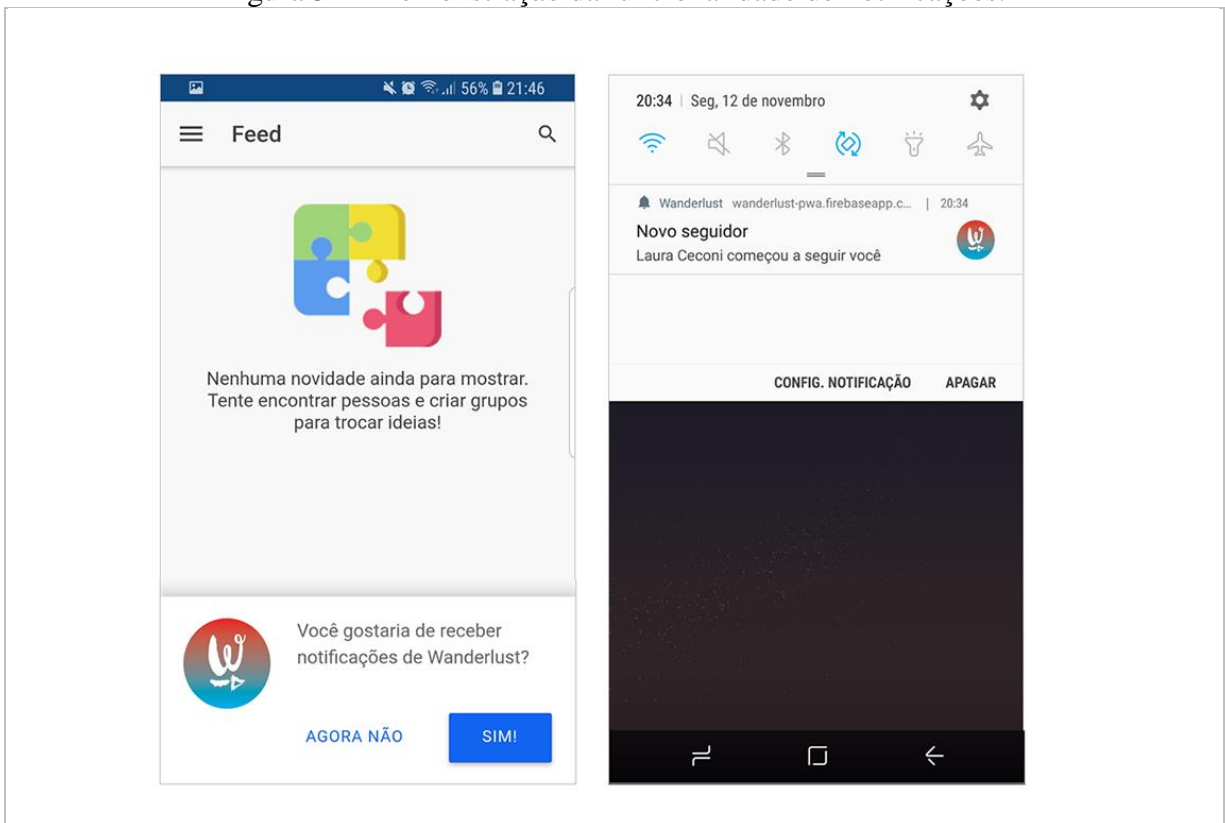 56% 21:46
Feed
Nenhuma novidade ainda para mostrar.
Tente encontrar pessoas e criar grupos
para trocar ideias!
Você gostaria de receber
notificações de Wanderlust?
AGORA NÃO SIM!
20:34 | Seg, 12 de novembro
Wanderlust wanderlust-pwa.firebaseapp.c... | 20:34
Novo seguidor
Laura Ceconi começou a seguir você
CONFIG. NOTIFICAÇÃO APAGAR